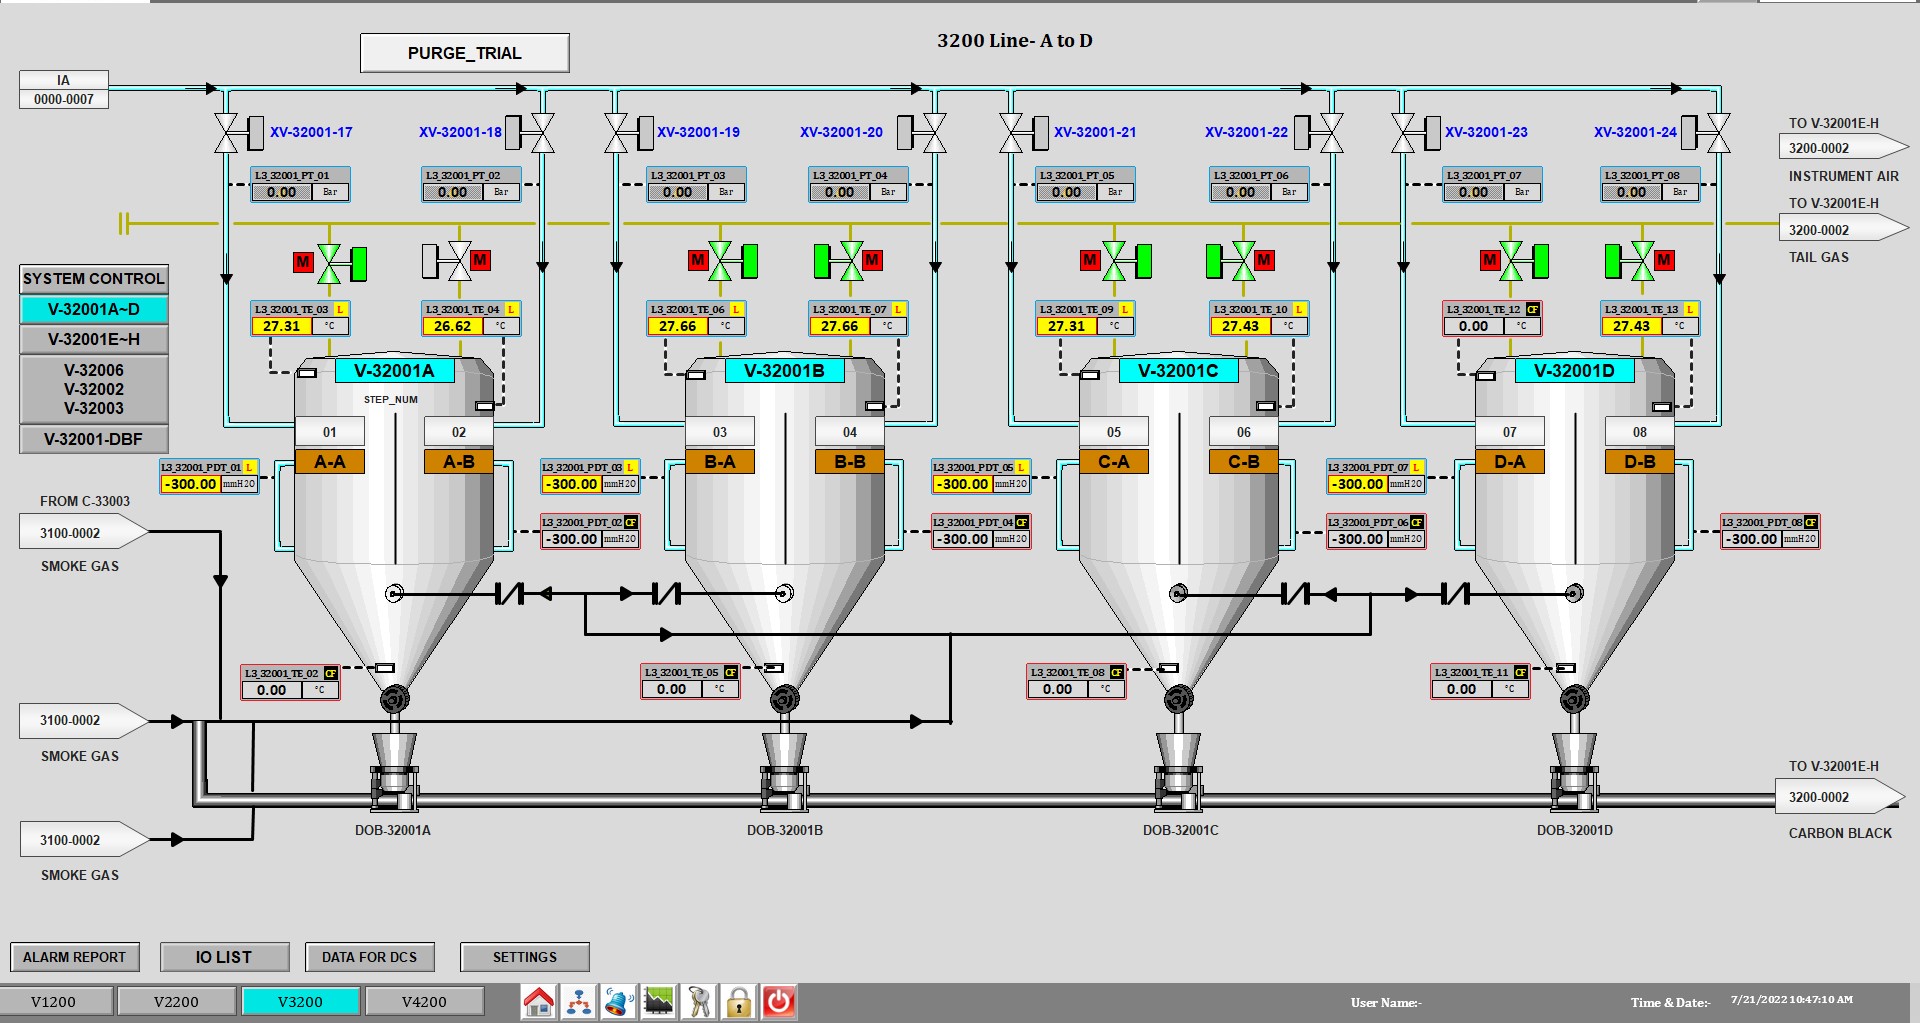 3200 Line- A to D
PURGE_TRIAL
IA
0000-0007
XV-32001-17
XV-32001-18
XV-32001-19
XV-32001-20
XV-32001-21
XV-32001-22
XV-32001-23
XV-32001-24
TO V-32001E-H
3200-0002
INSTRUMENT AIR
L3_32001_PT_01
0.00 Bar
L3_32001_PT_02
0.00 Bar
L3_32001_PT_03
0.00 Bar
L3_32001_PT_04
0.00 Bar
L3_32001_PT_05
0.00 Bar
L3_32001_PT_06
0.00 Bar
L3_32001_PT_07
0.00 Bar
L3_32001_PT_08
0.00 Bar
TO V-32001E-H
3200-0002
TAIL GAS
M
M
M
M
M
M
M
M
SYSTEM CONTROL
V-32001A~D
V-32001E~H
V-32006
V-32002
V-32003
V-32001-DBF
L3_32001_TE_03 L
27.31 °C
L3_32001_TE_04 L
26.62 °C
L3_32001_TE_06 L
27.66 °C
L3_32001_TE_07 L
27.66 °C
L3_32001_TE_09 L
27.31 °C
L3_32001_TE_10 L
27.43 °C
L3_32001_TE_12 CF
0.00 °C
L3_32001_TE_13 L
27.43 °C
V-32001A
V-32001B
V-32001C
V-32001D
STEP_NUM
01
02
03
04
05
06
07
08
A-A
A-B
B-A
B-B
C-A
C-B
D-A
D-B
L3_32001_PDT_01 L
-300.00 mmH2O
L3_32001_PDT_03 L
-300.00 mmH2O
L3_32001_PDT_05 L
-300.00 mmH2O
L3_32001_PDT_07 L
-300.00 mmH2O
L3_32001_PDT_02 CF
-300.00 mmH2O
L3_32001_PDT_04 CF
-300.00 mmH2O
L3_32001_PDT_06 CF
-300.00 mmH2O
L3_32001_PDT_08 CF
-300.00 mmH2O
FROM C-33003
3100-0002
SMOKE GAS
L3_32001_TE_02 CF
0.00 °C
L3_32001_TE_05 CF
0.00 °C
L3_32001_TE_08 CF
0.00 °C
L3_32001_TE_11 CF
0.00 °C
3100-0002
SMOKE GAS
3100-0002
SMOKE GAS
DOB-32001A
DOB-32001B
DOB-32001C
DOB-32001D
TO V-32001E-H
3200-0002
CARBON BLACK
ALARM REPORT
IO LIST
DATA FOR DCS
SETTINGS
V1200
V2200
V3200
V4200
User Name:-
Time & Date:- 7/21/2022 10:47:10 AM